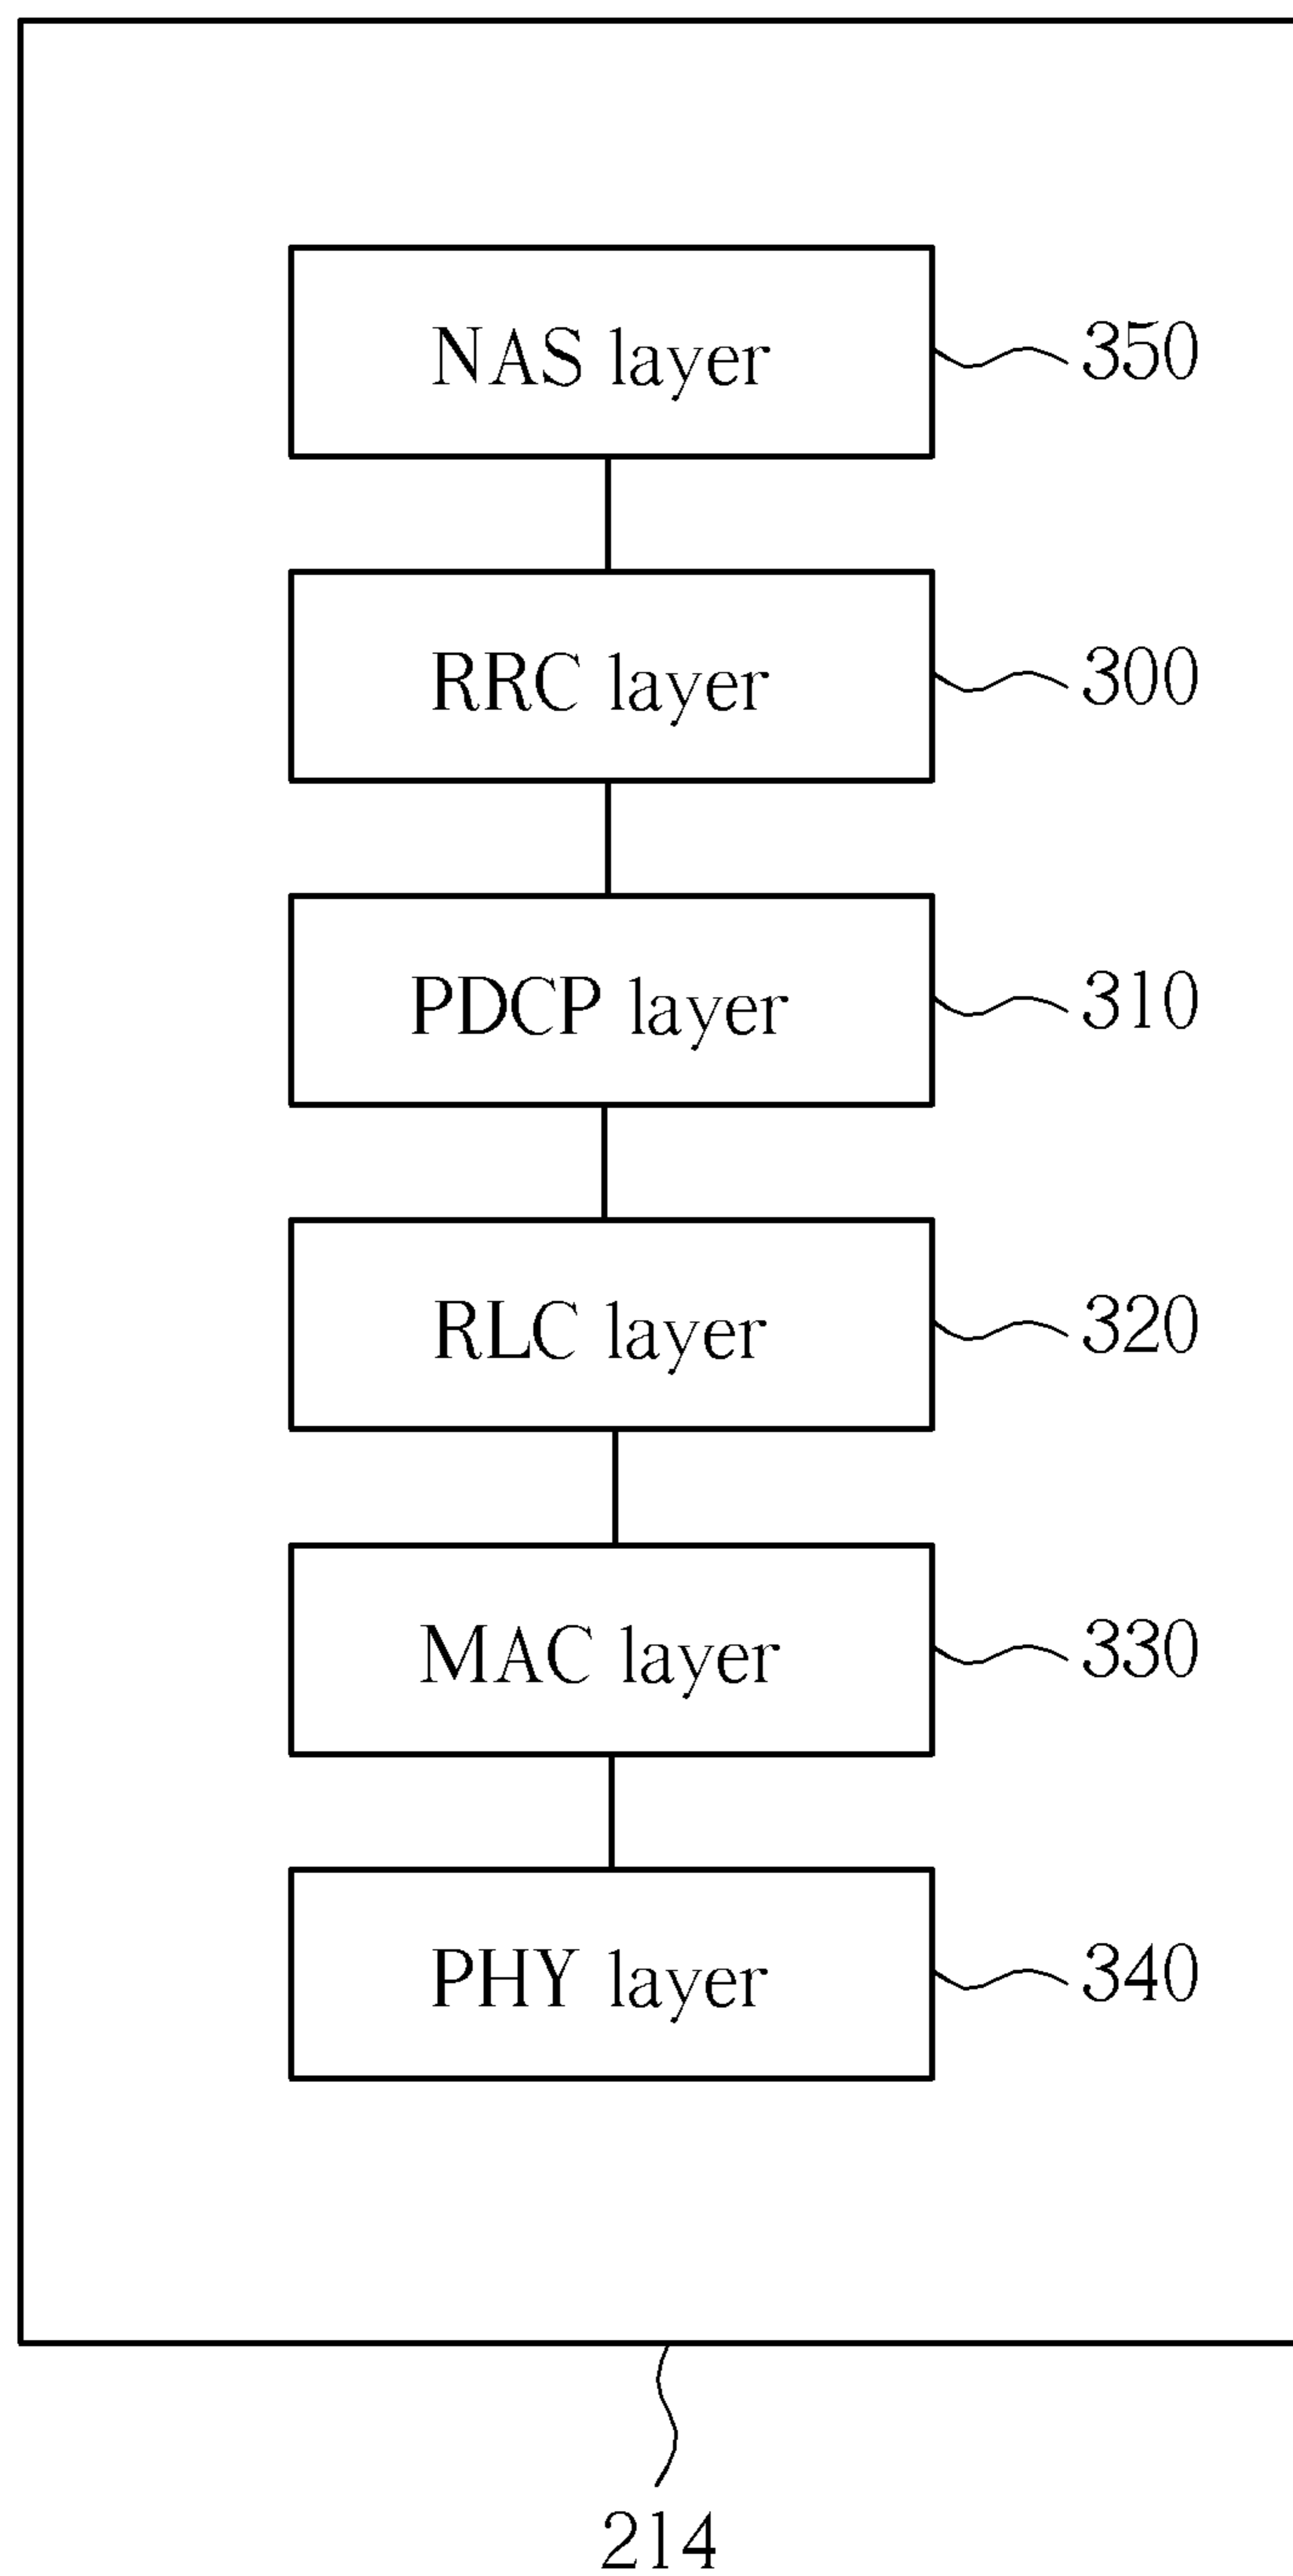 NAS layer 350
RRC layer 300
PDCP layer 310
RLC layer 320
MAC layer 330
PHY layer 340
214